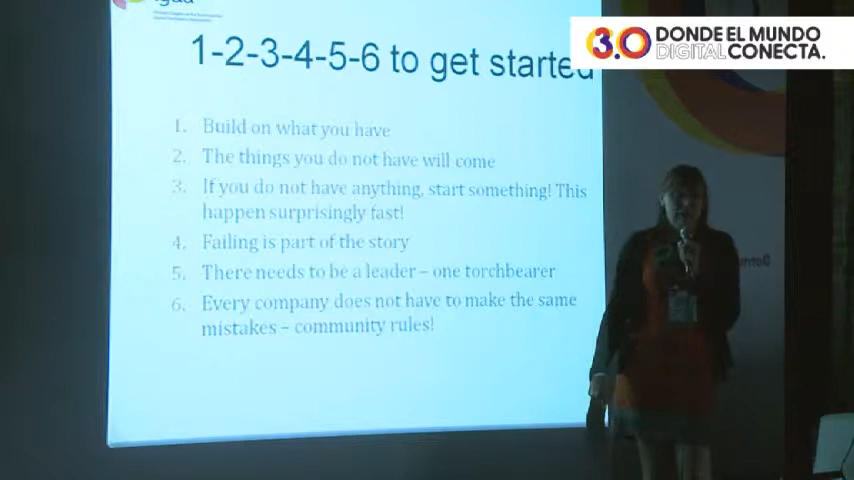 3.0 DONDE EL MUNDO
DIGITAL CONECTA.
1-2-3-4-5-6 to get started
1. Build on what you have
2. The things you do not have will come
3. If you do not have anything, start something! This
happen surprisingly fast!
4. Failing is part of the story
5. There needs to be a leader – one torchbearer
6. Every company does not have to make the same
mistakes – community rules!